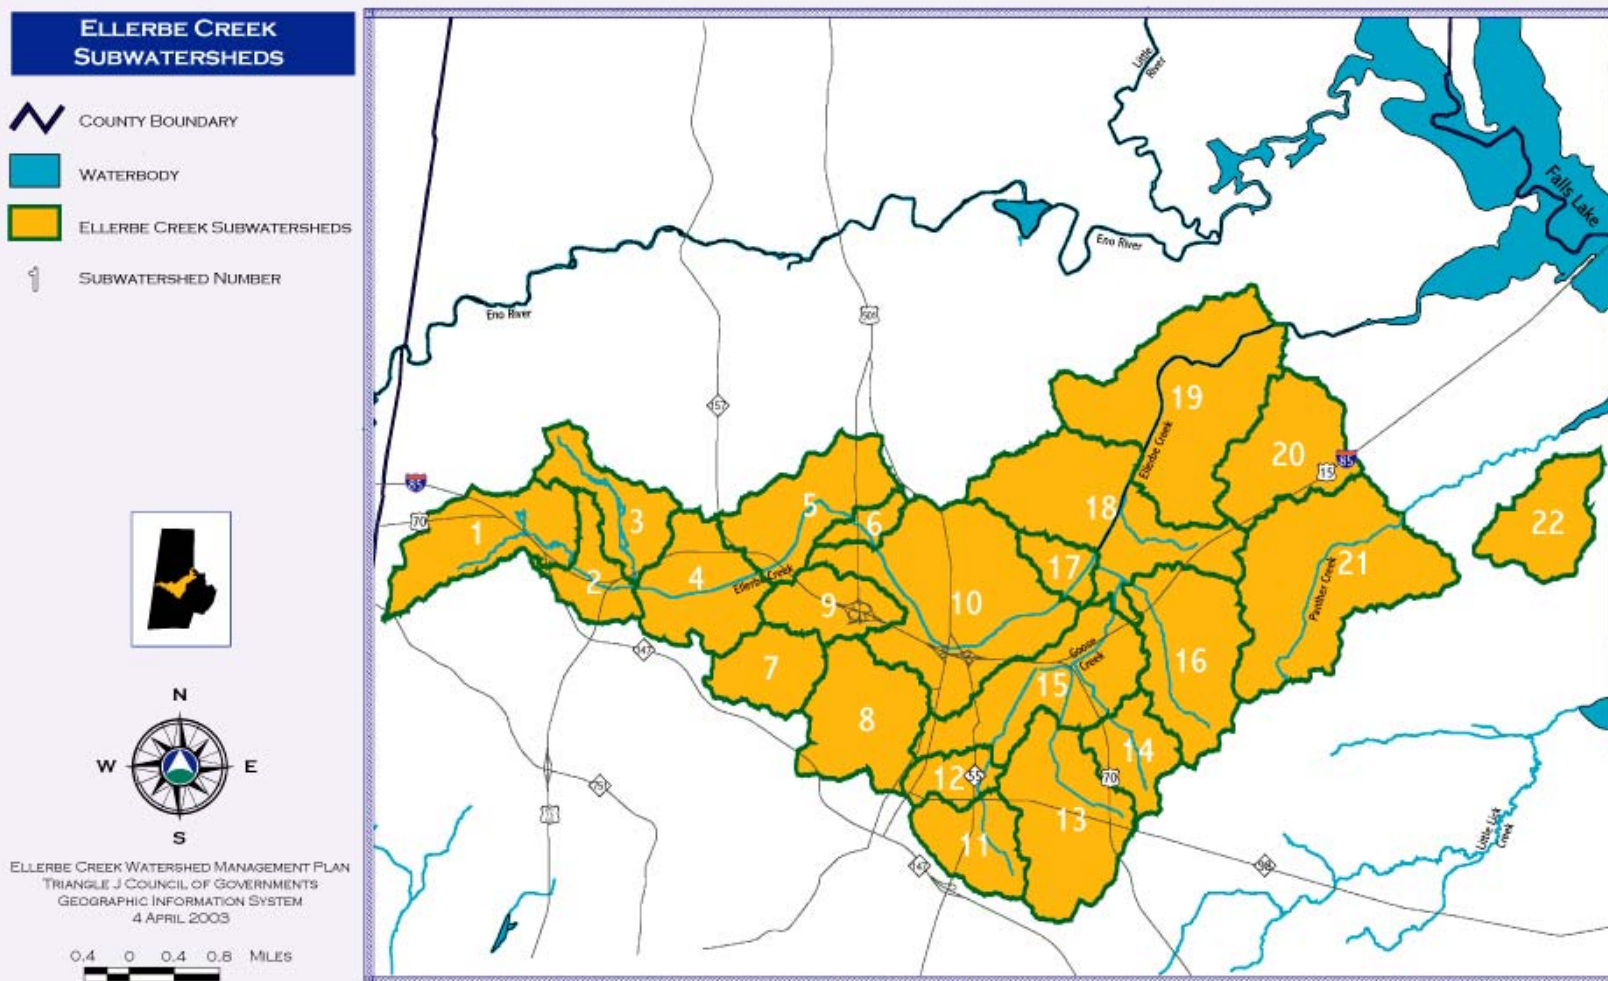 ELLERBE CREEK
SUBWATERSHEDS
COUNTY BOUNDARY
WATERBODY
ELLERBE CREEK SUBWATERSHEDS
1 SUBWATERSHED NUMBER
N
W E
S
ELLERBE CREEK WATERSHED MANAGEMENT PLAN
TRIANGLE J COUNCIL OF GOVERNMENTS
GEOGRAPHIC INFORMATION SYSTEM
4 APRIL 2003
0.4 0 0.4 0.8 MILES
Little
River
Falls Lake
Eno River
Eno River
501
157
85
70
1
2
3
4
5
6
7
8
9
10
11
12
13
14
15
16
17
18
19
20
21
22
Ellerbe Creek
Ellerbe Creek
Goose
Creek
Panther Creek
Little Lick
Creek
85
15
147
751
55
70
147
98